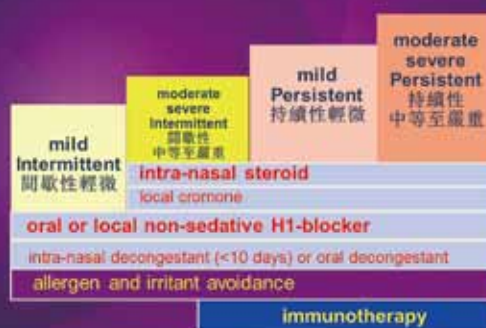 mild
Intermittent
間歇性輕微
moderate
severe
Intermittent
間歇性
中等至嚴重
mild
Persistent
持續性輕微
moderate
severe
Persistent
持續性
中等至嚴重
intra-nasal steroid
local cromone
oral or local non-sedative H1-blocker
intra-nasal decongestant (<10 days) or oral decongestant
allergen and irritant avoidance
immunotherapy